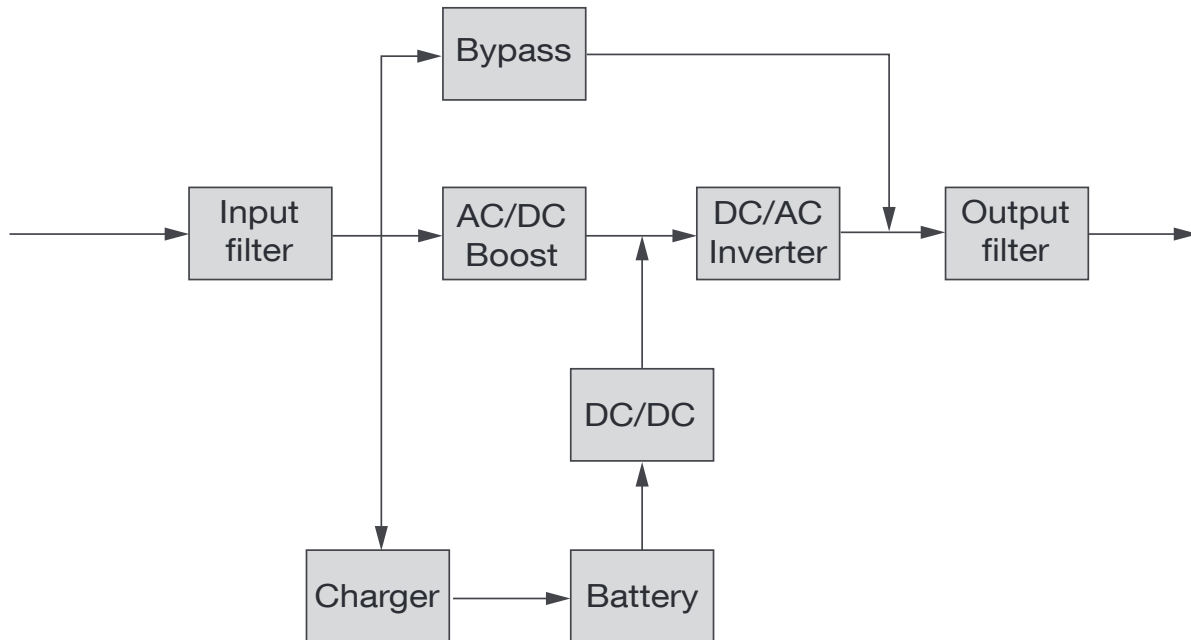 Bypass
Input
filter
AC/DC
Boost
DC/AC
Inverter
Output
filter
DC/DC
Charger
Battery